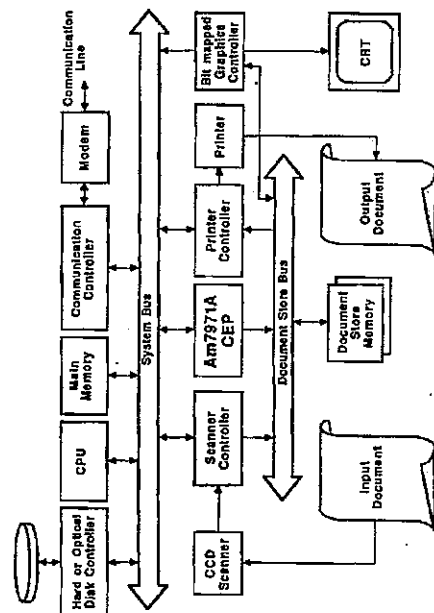 Communication
Line
Modem
Communication
Controller
Main
Memory
CPU
Hard or Optical
Disk Controller
System Bus
Bit mapped
Graphics
Controller
CRT
Printer
Printer
Controller
Am7971A
CEP
Scanner
Controller
CCD
Scanner
Document Store Bus
Document
Store
Memory
Output
Document
Input
Document